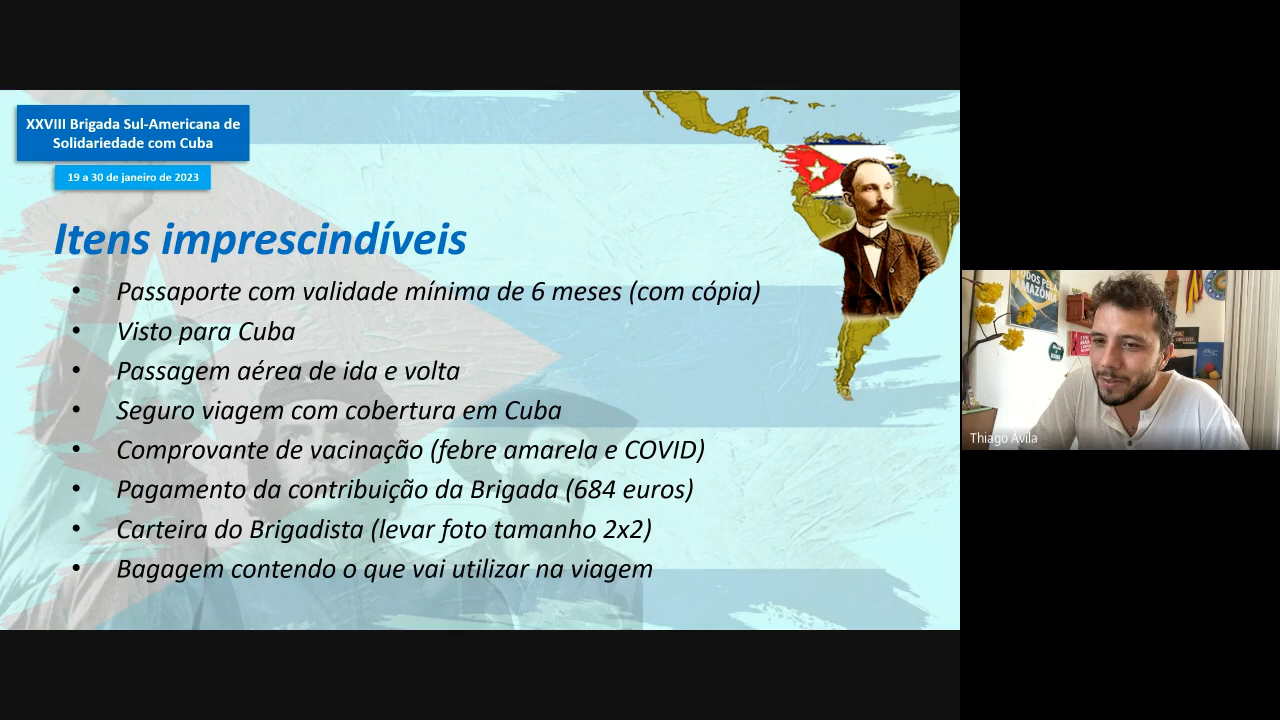 XXVIII Brigada Sul-Americana de
Solidariedade com Cuba
19 a 30 de janeiro de 2023
Itens imprescindíveis
• Passaporte com validade mínima de 6 meses (com cópia)
• Visto para Cuba
• Passagem aérea de ida e volta
• Seguro viagem com cobertura em Cuba
• Comprovante de vacinação (febre amarela e COVID)
• Pagamento da contribuição da Brigada (684 euros)
• Carteira do Brigadista (levar foto tamanho 2x2)
• Bagagem contendo o que vai utilizar na viagem
AMAZÔNIA
Thiago Ávila